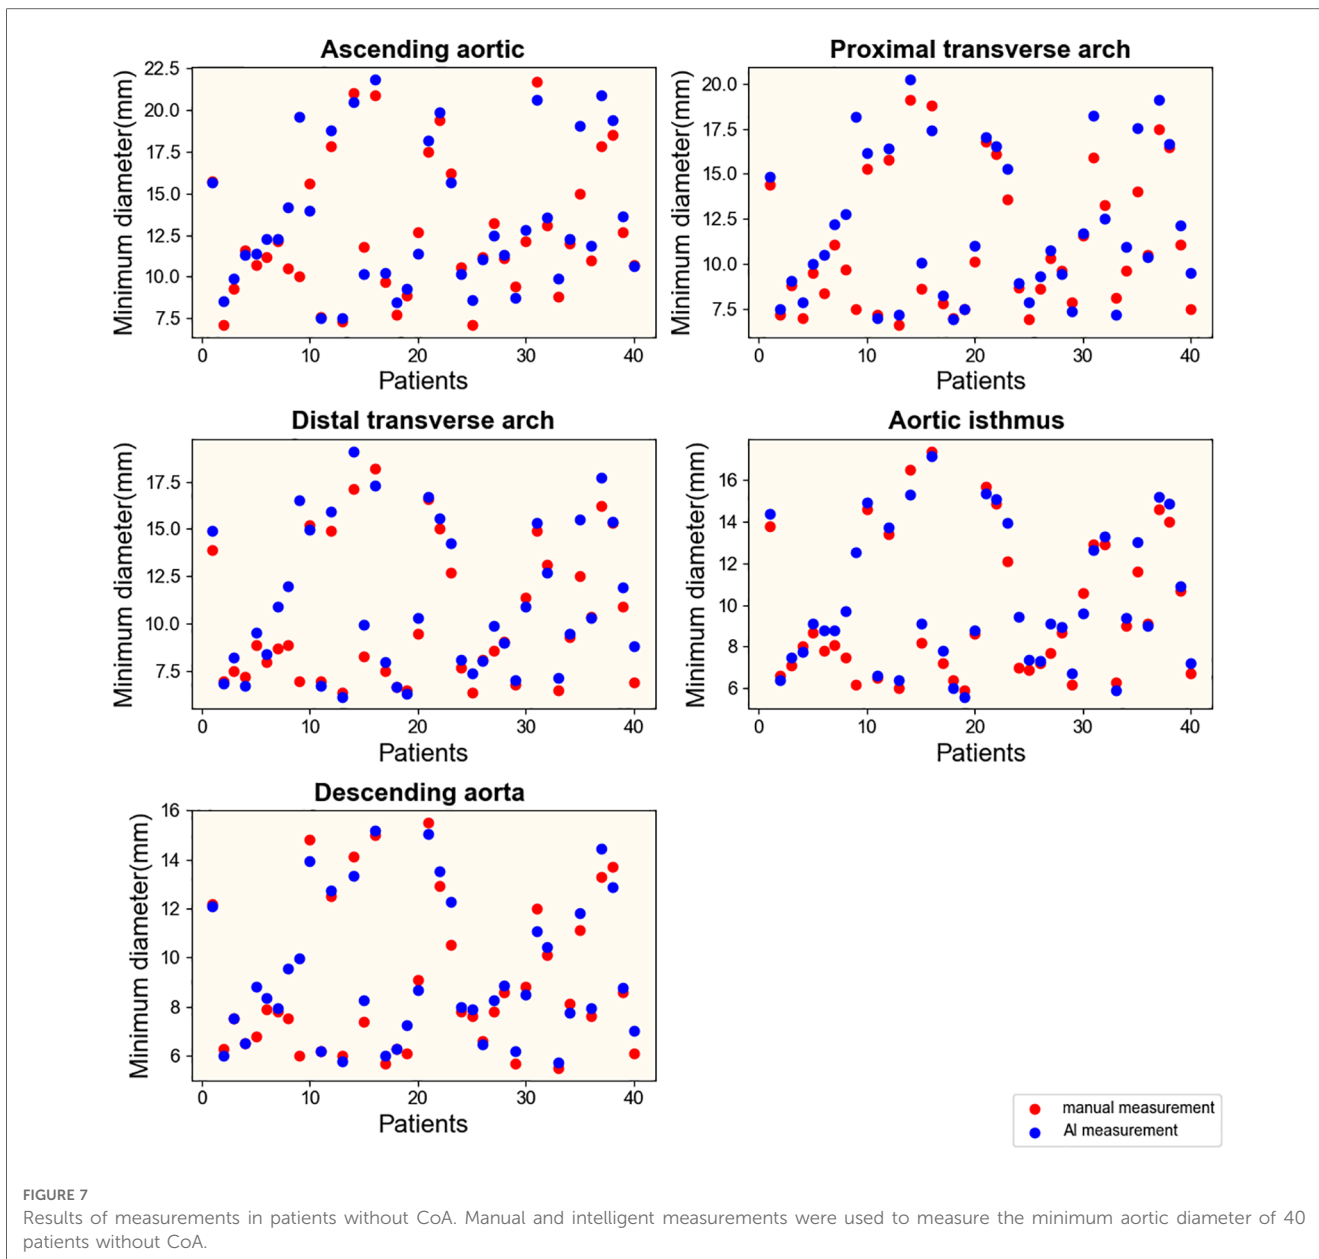 Ascending aortic
Minimum diameter(mm)
22.5
20.0
17.5
15.0
12.5
10.0
7.5
0 10 20 30 40
Patients
Proximal transverse arch
Minimum diameter(mm)
20.0
17.5
15.0
12.5
10.0
7.5
0 10 20 30 40
Patients
Distal transverse arch
Minimum diameter(mm)
17.5
15.0
12.5
10.0
7.5
0 10 20 30 40
Patients
Aortic isthmus
Minimum diameter(mm)
16
14
12
10
8
6
0 10 20 30 40
Patients
Descending aorta
Minimum diameter(mm)
16
14
12
10
8
6
0 10 20 30 40
Patients
manual measurement
AI measurement
FIGURE 7
Results of measurements in patients without CoA. Manual and intelligent measurements were used to measure the minimum aortic diameter of 40
patients without CoA.